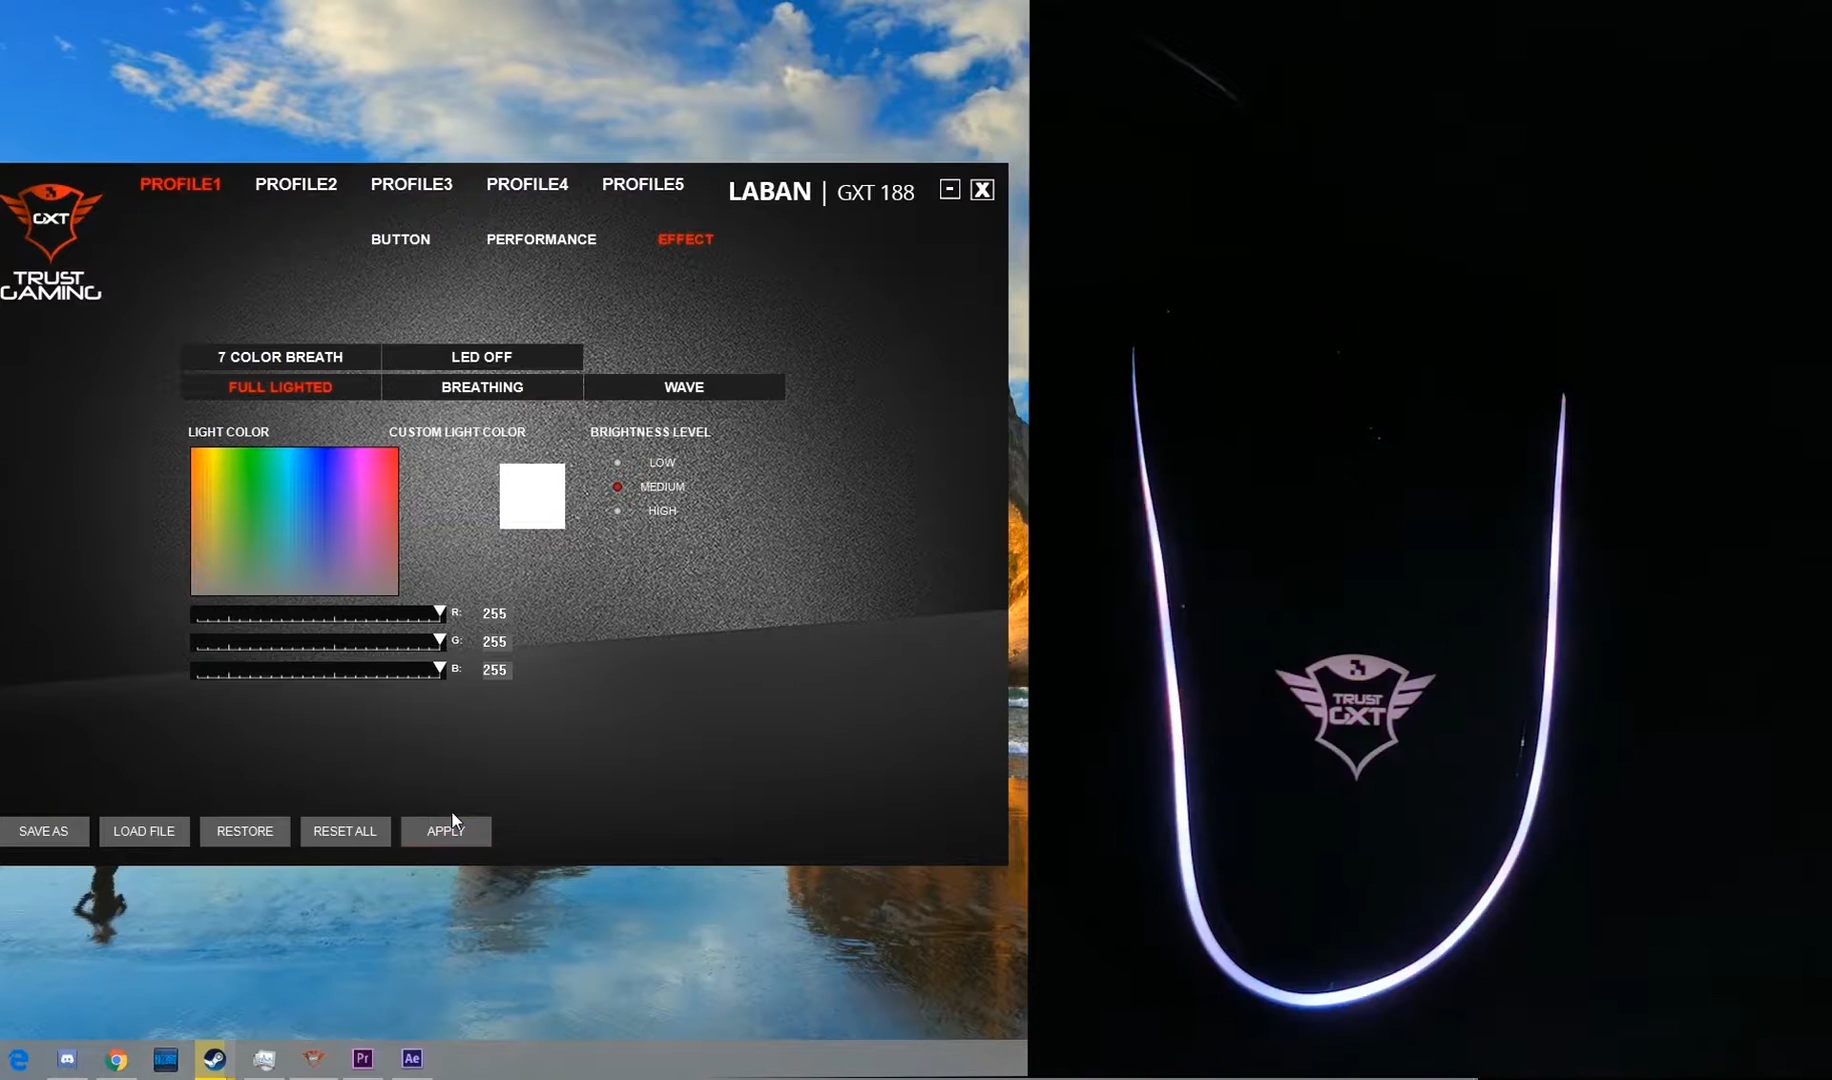 PROFILE1 PROFILE2 PROFILE3 PROFILE4 PROFILE5
LABAN | GXT 188
- X
GXT
TRUST
GAMING
BUTTON PERFORMANCE EFFECT
7 COLOR BREATH LED OFF
FULL LIGHTED BREATHING WAVE
LIGHT COLOR CUSTOM LIGHT COLOR BRIGHTNESS LEVEL
LOW
MEDIUM
HIGH
R: 255
G: 255
B: 255
SAVE AS LOAD FILE RESTORE RESET ALL APPLY
Pr Ae
TRUST
GXT